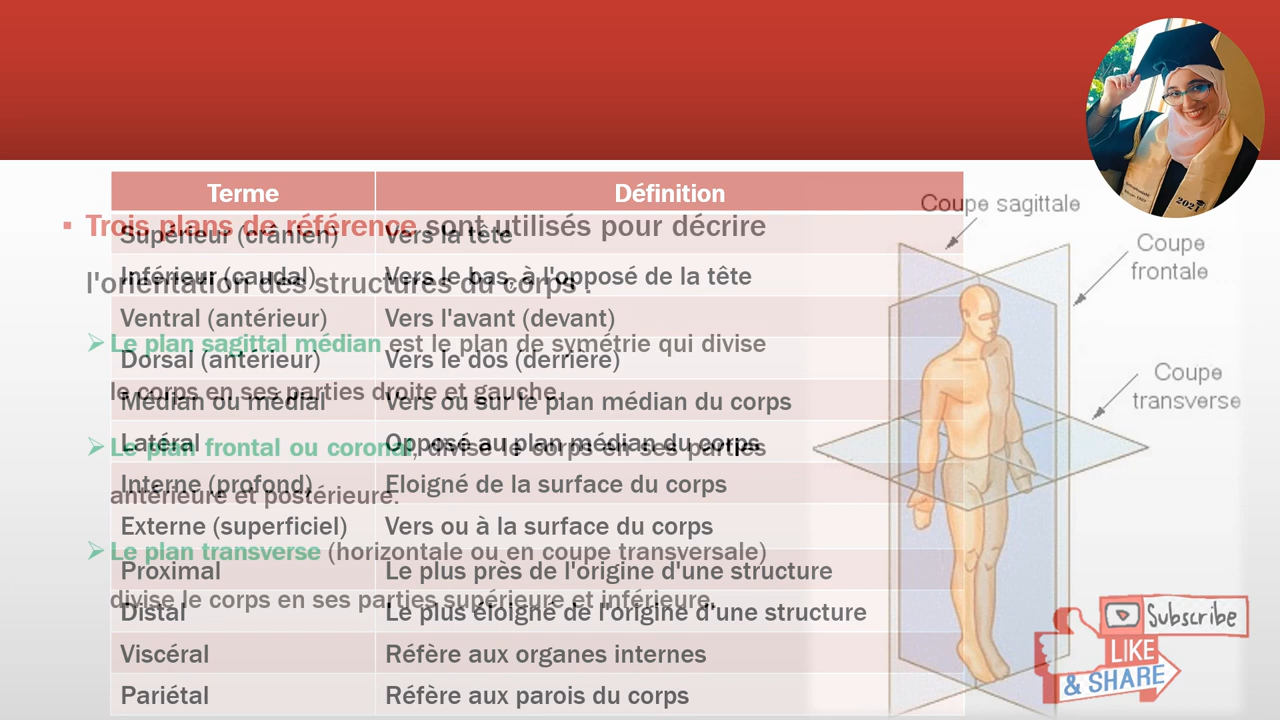 Terme Définition
Supérieur (crânien) Vers la tête
Inférieur (caudal) Vers le bas, à l'opposé de la tête
Ventral (antérieur) Vers l'avant (devant)
Dorsal (antérieur) Vers le dos (derrière)
Médian ou médial Vers ou sur le plan médian du corps
Latéral Opposé au plan médian du corps
Interne (profond) Eloigné de la surface du corps
Externe (superficiel) Vers ou à la surface du corps
Proximal Le plus près de l'origine d'une structure
Distal Le plus éloigné de l'origine d'une structure
Viscéral Réfère aux organes internes
Pariétal Réfère aux parois du corps
▪ Trois plans de référence sont utilisés pour décrire
l'orientation des structures du corps :
➢ Le plan sagittal médian est le plan de symétrie qui divise
le corps en ses parties droite et gauche.
➢ Le plan frontal ou coronal, divise le corps en ses parties
antérieure et postérieure.
➢ Le plan transverse (horizontale ou en coupe transversale)
divise le corps en ses parties supérieure et inférieure.
Coupe sagittale
Coupe
frontale
Coupe
transverse
2021
Subscribe
LIKE
& SHARE